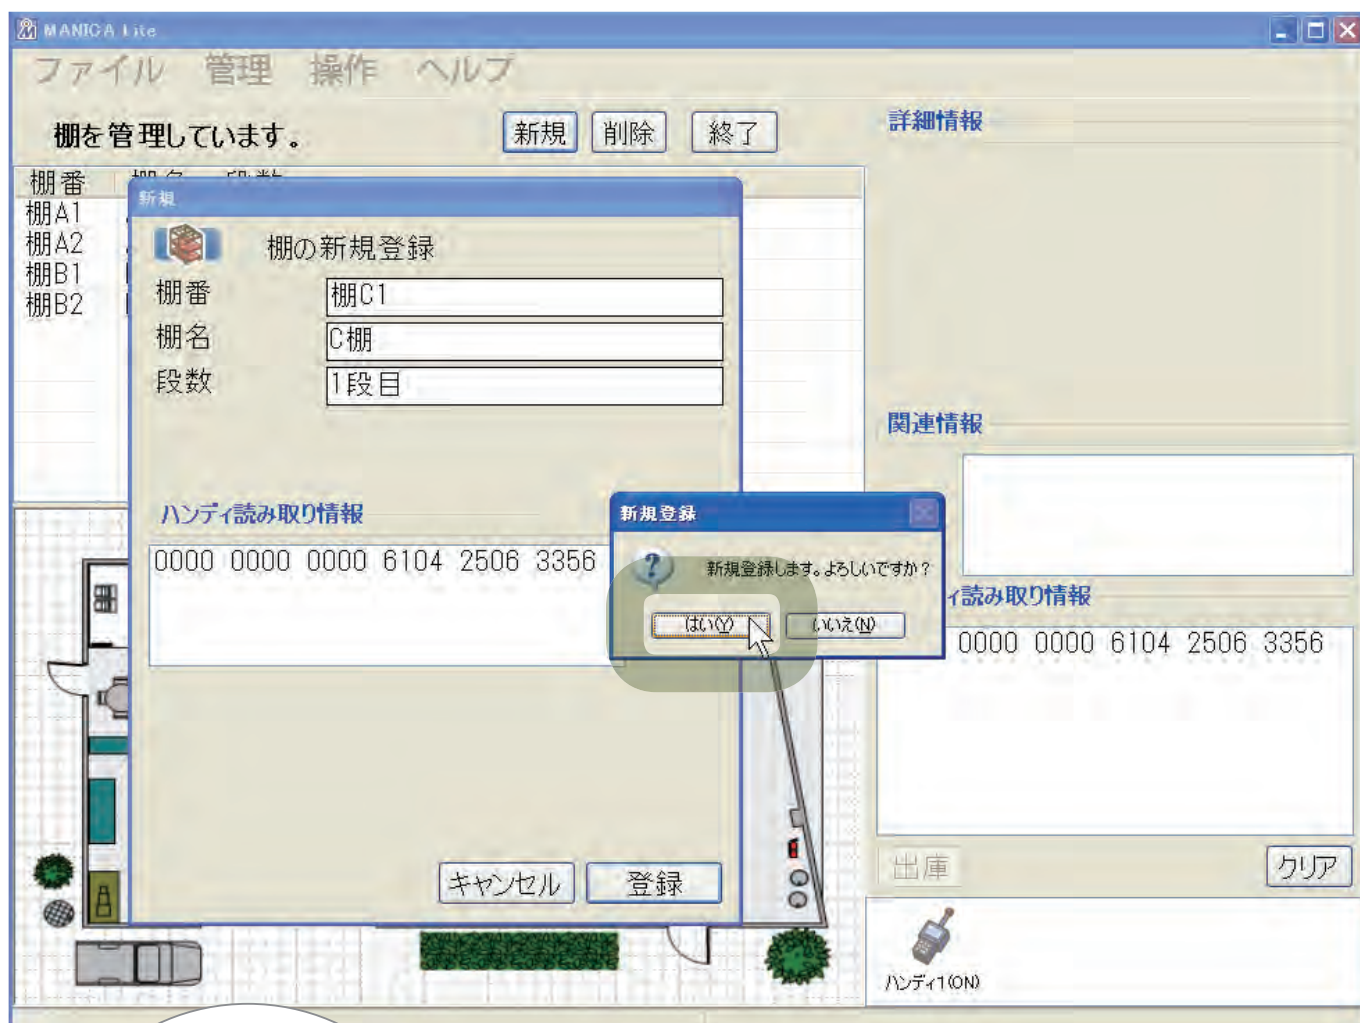 MANICA Lite
ファイル 管理 操作 ヘルプ
棚を管理しています。 新規 削除 終了
詳細情報
棚番 棚名 段数
棚A1
棚A2
棚B1
棚B2
新規
棚の新規登録
棚番 棚C1
棚名 C棚
段数 1段目
関連情報
ハンディ読み取り情報
0000 0000 0000 6104 2506 3356
新規登録
新規登録します。よろしいですか?
はい(Y) いいえ(N)
ィ読み取り情報
0000 0000 6104 2506 3356
キャンセル 登録
出庫 クリア
ハンディ1(ON)